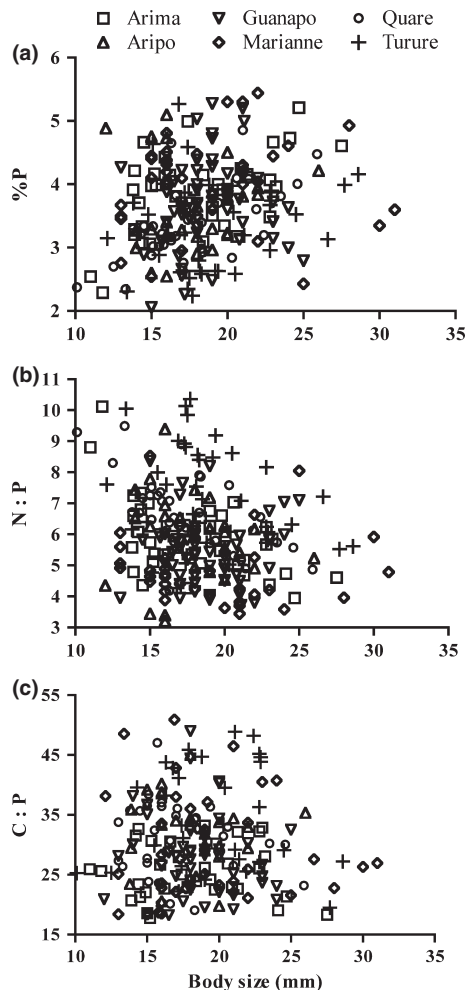 Arima Guanapo Quare
Aripo Marianne Turure
(a)
6
5
4
3
2
%P
10 15 20 25 30 35
(b)
11
10
9
8
7
6
5
4
3
N : P
10 15 20 25 30 35
(c)
55
45
35
25
15
C : P
10 15 20 25 30 35
Body size (mm)